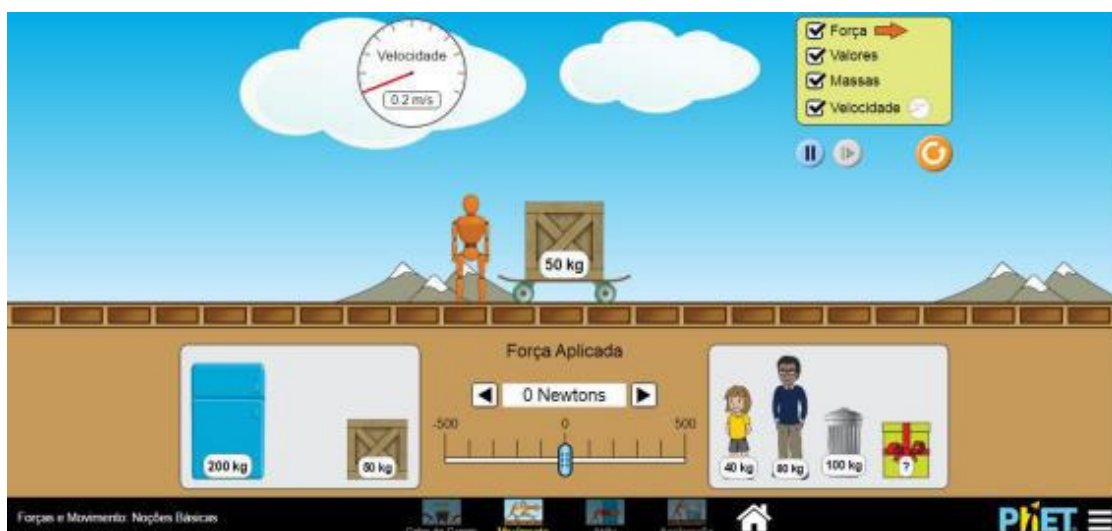 Velocidade
0.2 m/s
Força
Valores
Massas
Velocidade
50 kg
Força Aplicada
0 Newtons
-500
0
500
200 kg
50 kg
40 kg
80 kg
100 kg
?
Forças e Movimento: Noções Básicas
Movimento
PhET